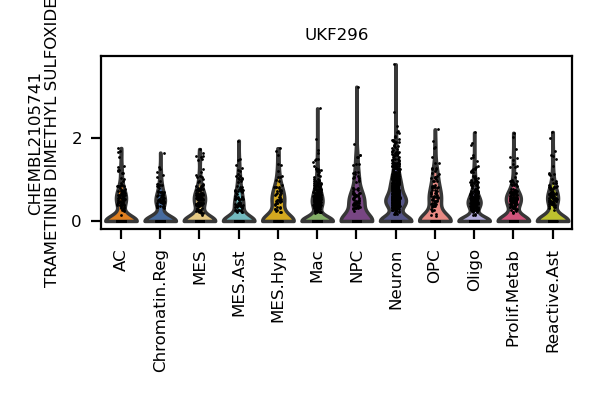 UKF296
CHEMBL2105741
TRAMETINIB DIMETHYL SULFOXIDE
2
0
AC
Chromatin.Reg
MES
MES.Ast
MES.Hyp
Mac
NPC
Neuron
OPC
Oligo
Prolif.Metab
Reactive.Ast